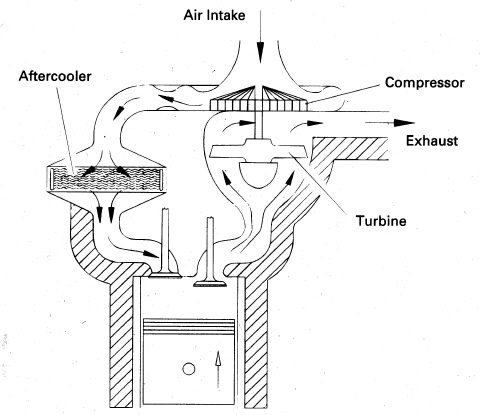 Air Intake
Aftercooler
Compressor
Exhaust
Turbine